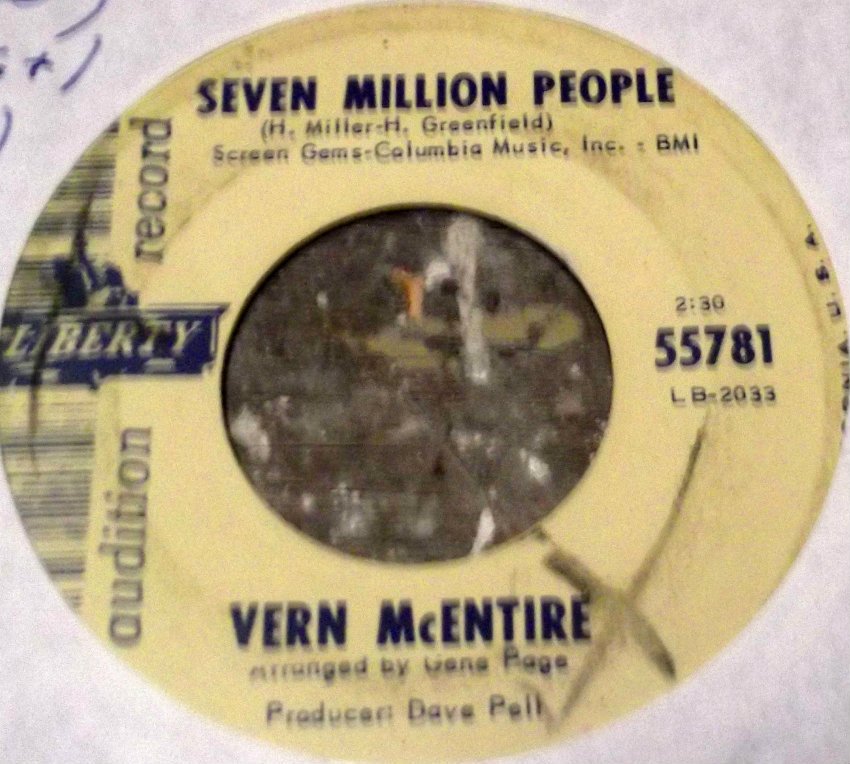 SEVEN MILLION PEOPLE
(H. Miller-H. Greenfield)
Screen Gems-Columbia Music, Inc. - BMI
record
LIBERTY
audition
2:30
55781
LB-2033
U. S. A.
VERN McENTIRE
Arranged by Gene Page
Producer: Dave Pell